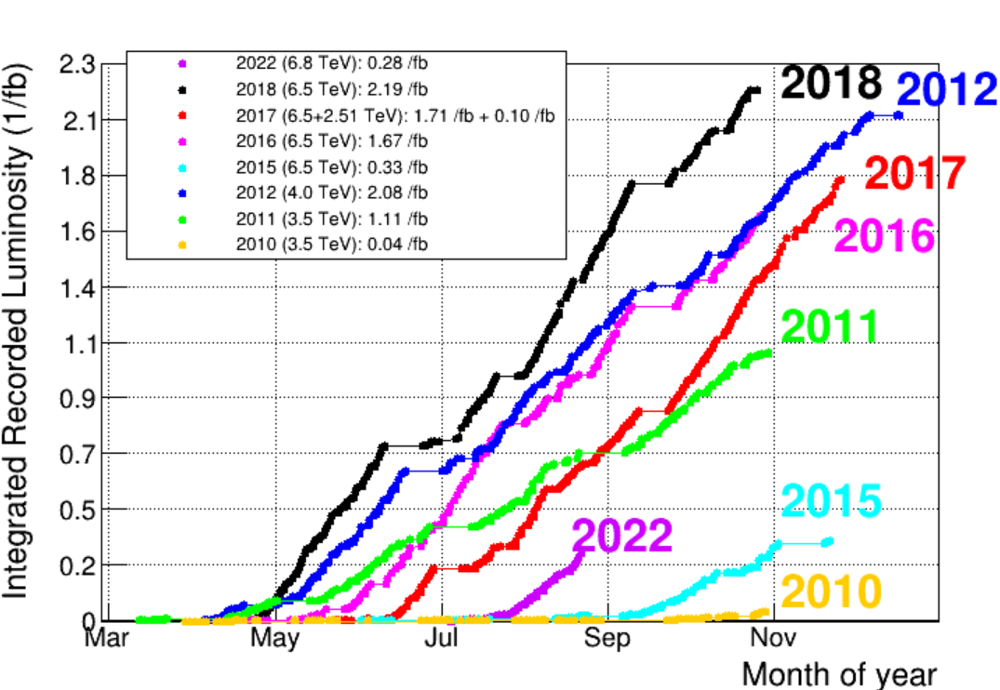 2.3
2.1
1.8
1.6
1.4
1.1
0.9
0.7
0.5
0.2
0
Integrated Recorded Luminosity (1/fb)
2022 (6.8 TeV): 0.28 /fb
2018 (6.5 TeV): 2.19 /fb
2017 (6.5+2.51 TeV): 1.71 /fb + 0.10 /fb
2016 (6.5 TeV): 1.67 /fb
2015 (6.5 TeV): 0.33 /fb
2012 (4.0 TeV): 2.08 /fb
2011 (3.5 TeV): 1.11 /fb
2010 (3.5 TeV): 0.04 /fb
2018
2012
2017
2016
2011
2015
2022
2010
Mar May Jul Sep Nov
Month of year